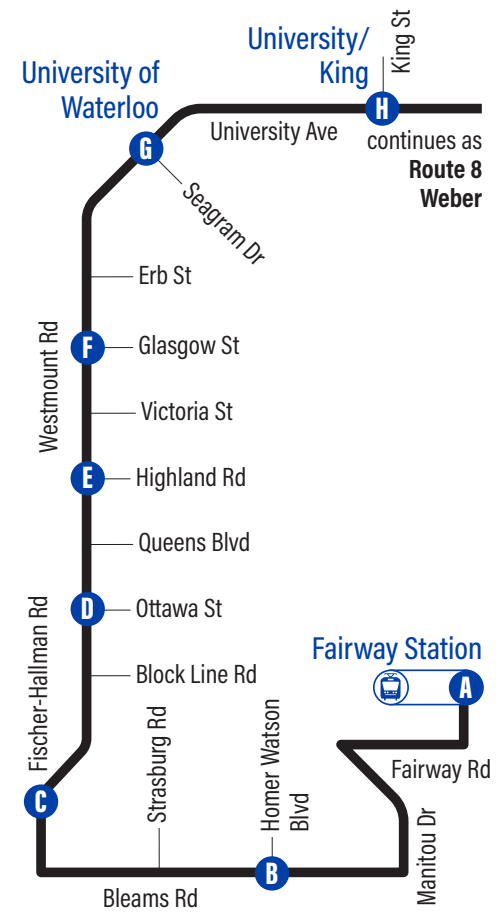 University/
King
King St
University of
Waterloo
H
University Ave
continues as
Route 8
Weber
G
Seagram Dr
Erb St
Westmount Rd
F
Glasgow St
Victoria St
E
Highland Rd
Queens Blvd
D
Ottawa St
Fischer-Hallman Rd
Block Line Rd
Fairway Station
A
Strasburg Rd
Homer Watson
Blvd
Fairway Rd
C
Manitou Dr
B
Bleams Rd